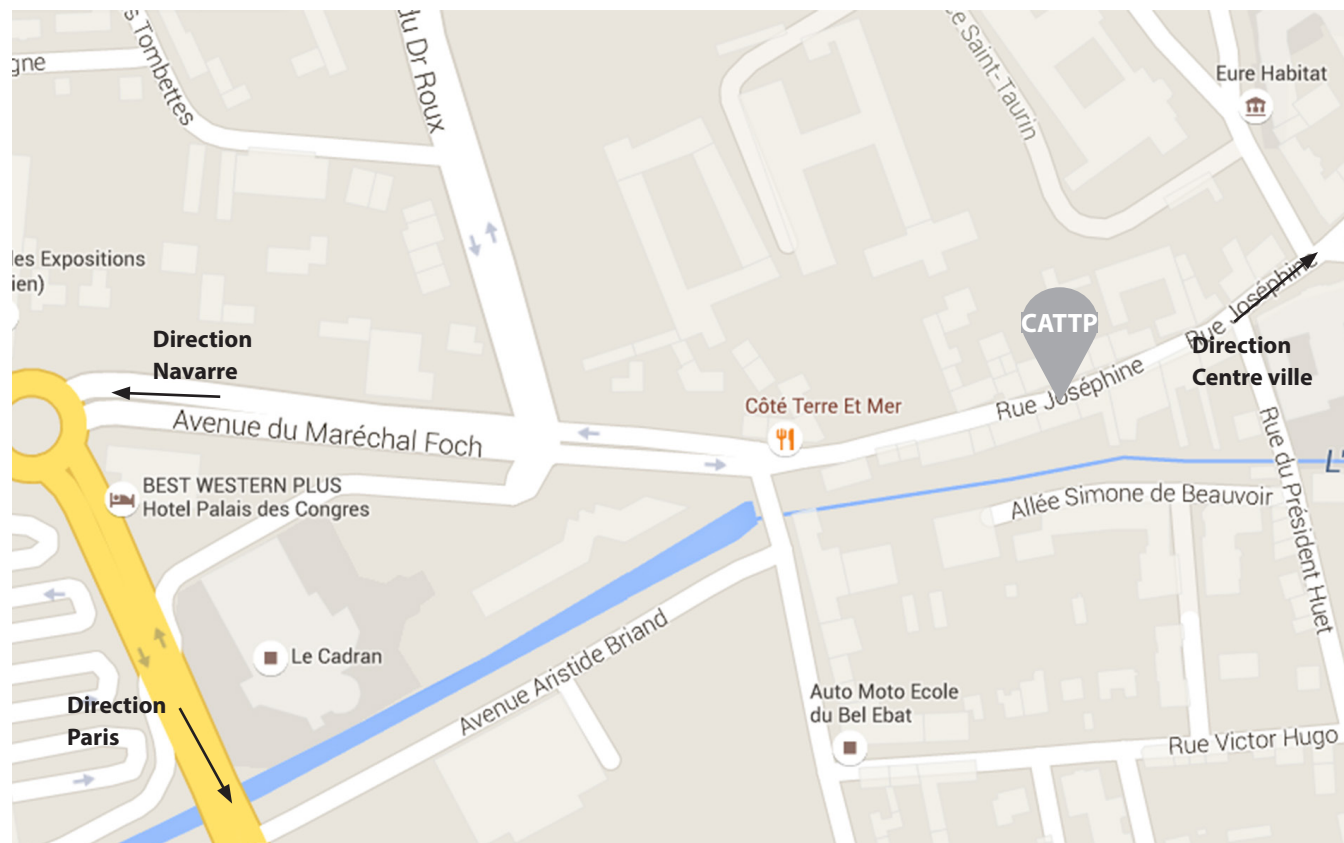 s Tombettes
gne
du Dr Roux
ce Saint-Taurin
Eure Habitat
les Expositions
ien)
Direction
Navarre
CATTP
Rue Joséphine
Direction
Centre ville
Rue Joséphine
Côté Terre Et Mer
Avenue du Maréchal Foch
BEST WESTERN PLUS
Hotel Palais des Congres
L'
Allée Simone de Beauvoir
Rue du Président Huet
Le Cadran
Avenue Aristide Briand
Direction
Paris
Auto Moto Ecole
du Bel Ebat
Rue Victor Hugo